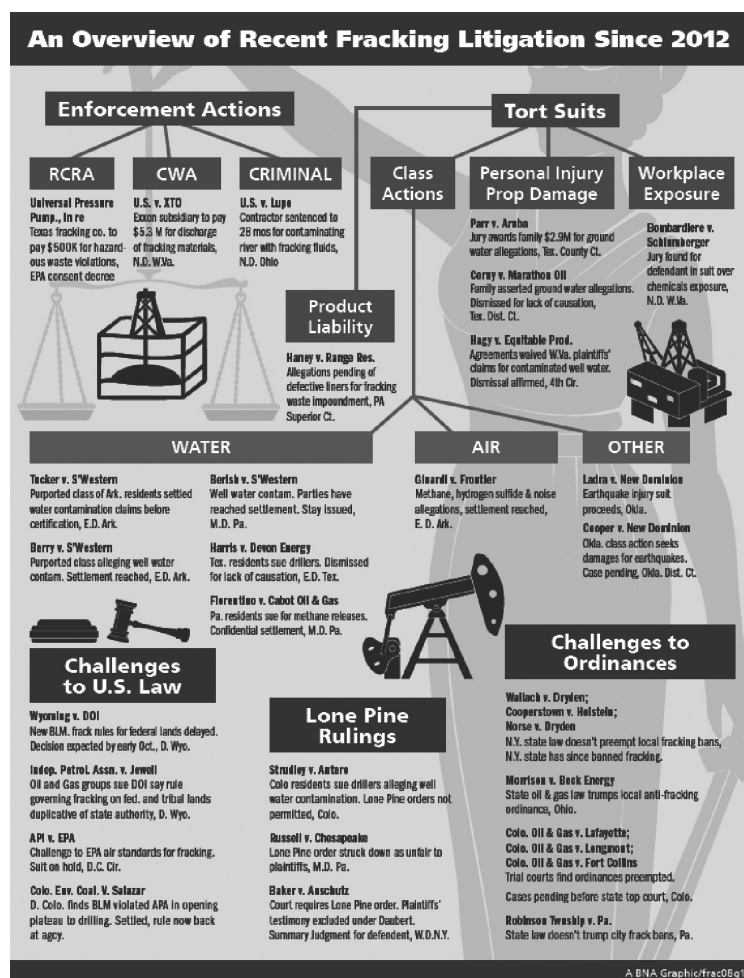 An Overview of Recent Fracking Litigation Since 2012
Enforcement Actions
RCRA
Universal Pressure
Pump., In re
Texas fracking co. to
pay $500K for hazard-
ous waste violations,
EPA consent decree
CWA
U.S. v. XTO
Exxon subsidiary to pay
$5.3 M for discharge
of fracking materials,
N.D. W.Va.
CRIMINAL
U.S. v. Lupo
Contractor sentenced to
28 mos for contaminating
river with fracking fluids,
N.D. Ohio
Tort Suits
Product
Liability
Haney v. Range Res.
Allegations pending of
defective liners for fracking
waste impoundment, PA
Superior Ct.
Class
Actions
Personal Injury
Prop Damage
Parr v. Aruba
Jury awards family $2.9M for ground
water allegations, Tex. County Ct.
Cerny v. Marathon Oil
Family asserted ground water allegations.
Dismissed for lack of causation,
Tex. Dist. Ct.
Hagy v. Equitable Prod.
Agreements waived W.Va. plaintiffs'
claims for contaminated well water.
Dismissal affirmed, 4th Cir.
Workplace
Exposure
Bombardiere v.
Schlumberger
Jury found for
defendant in suit over
chemicals exposure,
N.D. W.Va.
WATER
Tucker v. S'Western
Purported class of Ark. residents settled
water contamination claims before
certification, E.D. Ark.
Berry v. S'Western
Purported class alleging well water
contam. Settlement reached, E.D. Ark.
Berish v. S'Western
Well water contam. Parties have
reached settlement. Stay issued,
M.D. Pa.
Harris v. Devon Energy
Tex. residents sue drillers. Dismissed
for lack of causation, E.D. Tex.
Fiorentino v. Cabot Oil & Gas
Pa. residents sue for methane releases.
Confidential settlement, M.D. Pa.
AIR
Ginardi v. Frontier
Methane, hydrogen sulfide & noise
allegations, settlement reached,
E. D. Ark.
OTHER
Ladra v. New Dominion
Earthquake injury suit
proceeds, Okla.
Cooper v. New Dominion
Okla. class action seeks
damages for earthquakes.
Case pending, Okla. Dist. Ct.
Challenges
to U.S. Law
Wyoming v. DOI
New BLM. frack rules for federal lands delayed.
Decision expected by early Oct., D. Wyo.
Indep. Petrol. Assn. v. Jewell
Oil and Gas groups sue DOI say rule
governing fracking on fed. and tribal lands
duplicative of state authority, D. Wyo.
API v. EPA
Challenge to EPA air standards for fracking.
Suit on hold, D.C. Cir.
Colo. Env. Coal. V. Salazar
D. Colo. finds BLM violated APA in opening
plateau to drilling. Settled, rule now back
at agcy.
Lone Pine
Rulings
Strudley v. Antero
Colo residents sue drillers alleging well
water contamination. Lone Pine orders not
permitted, Colo.
Russell v. Chesapeake
Lone Pine order struck down as unfair to
plaintiffs, M.D. Pa.
Baker v. Anschutz
Court requires Lone Pine order. Plaintiffs'
testimony excluded under Daubert.
Summary Judgment for defendent, W.D.N.Y.
Challenges to
Ordinances
Wallach v. Dryden;
Cooperstown v. Holstein;
Norse v. Dryden
N.Y. state law doesn't preempt local fracking bans,
N.Y. state has since banned fracking.
Morrison v. Beck Energy
State oil & gas law trumps local anti-fracking
ordinance, Ohio.
Colo. Oil & Gas v. Lafayette;
Colo. Oil & Gas v. Longmont;
Colo. Oil & Gas v. Fort Collins
Trial courts find ordinances preempted.
Cases pending before state top court, Colo.
Robinson Twnship v. Pa.
State law doesn't trump city frack bans, Pa.
A BNA Graphic/frac08g1